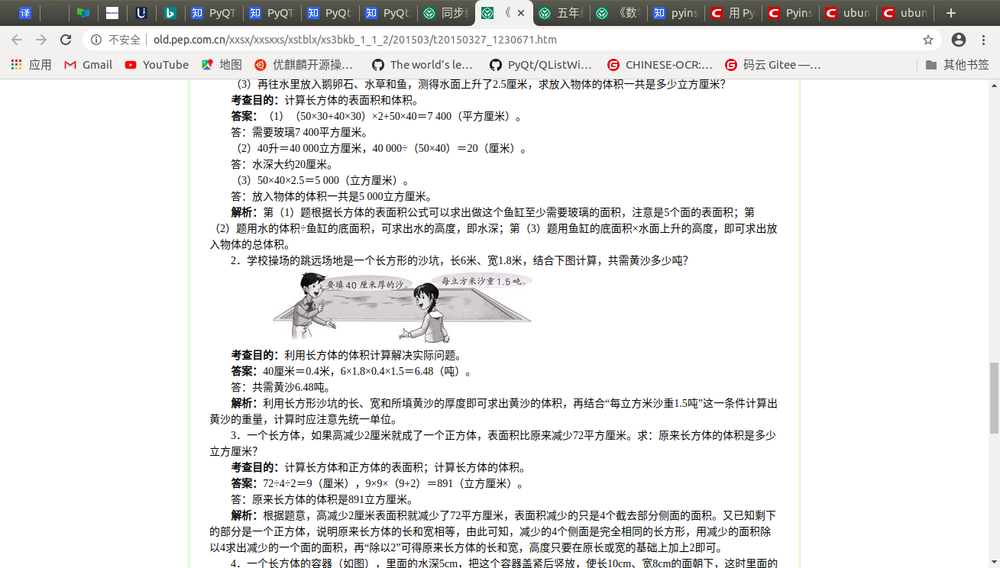 PyQT
PyQT
PyQt
PyQt
同步
《
五年
《数
pyins
用 Py
Pyins
ubun
ubun
不安全
old.pep.com.cn/xxsx/xxsxxs/xstblx/xs3bkb_1_1_2/201503/t20150327_1230671.htm
应用 Gmail YouTube 地图 优麒麟开源操… The world's le… PyQt/QListWi… CHINESE-OCR:… 码云 Gitee —… 其他书签
（3）再往水里放入鹅卵石、水草和鱼，测得水面上升了2.5厘米，求放入物体的体积一共是多少立方厘米？
考查目的：计算长方体的表面积和体积。
答案：（1）（50×30+40×30）×2+50×40＝7 400（平方厘米）。
答：需要玻璃7 400平方厘米。
（2）40升＝40 000立方厘米，40 000÷（50×40）＝20（厘米）。
答：水深大约20厘米。
（3）50×40×2.5＝5 000（立方厘米）。
答：放入物体的体积一共是5 000立方厘米。
解析：第（1）题根据长方体的表面积公式可以求出做这个鱼缸至少需要玻璃的面积，注意是5个面的表面积；第
（2）题用水的体积÷鱼缸的底面积，可求出水的高度，即水深；第（3）题用鱼缸的底面积×水面上升的高度，即可求出放
入物体的总体积。
2．学校操场的跳远场地是一个长方形的沙坑，长6米、宽1.8米，结合下图计算，共需黄沙多少吨？
要填 40 厘米厚的沙。
每立方米沙重 1.5 吨。
考查目的：利用长方体的体积计算解决实际问题。
答案：40厘米＝0.4米，6×1.8×0.4×1.5＝6.48（吨）。
答：共需黄沙6.48吨。
解析：利用长方形沙坑的长、宽和所填黄沙的厚度即可求出黄沙的体积，再结合“每立方米沙重1.5吨”这一条件计算出
黄沙的重量，计算时应注意先统一单位。
3．一个长方体，如果高减少2厘米就成了一个正方体，表面积比原来减少72平方厘米。求：原来长方体的体积是多少
立方厘米？
考查目的：计算长方体和正方体的表面积；计算长方体的体积。
答案：72÷4÷2＝9（厘米），9×9×（9+2）＝891（立方厘米）。
答：原来长方体的体积是891立方厘米。
解析：根据题意，高减少2厘米表面积就减少了72平方厘米，表面积减少的只是4个截去部分侧面的面积。又已知剩下
的部分是一个正方体，说明原来长方体的长和宽相等，由此可知，减少的4个侧面是完全相同的长方形，用减少的面积除
以4求出减少的一个面的面积，再“除以2”可得原来长方体的长和宽，高度只要在原长或宽的基础上加上2即可。
4．一个长方体的容器（如图），里面的水深5cm，把这个容器盖紧后竖放，使长10cm、宽8cm的面朝下，这时里面的